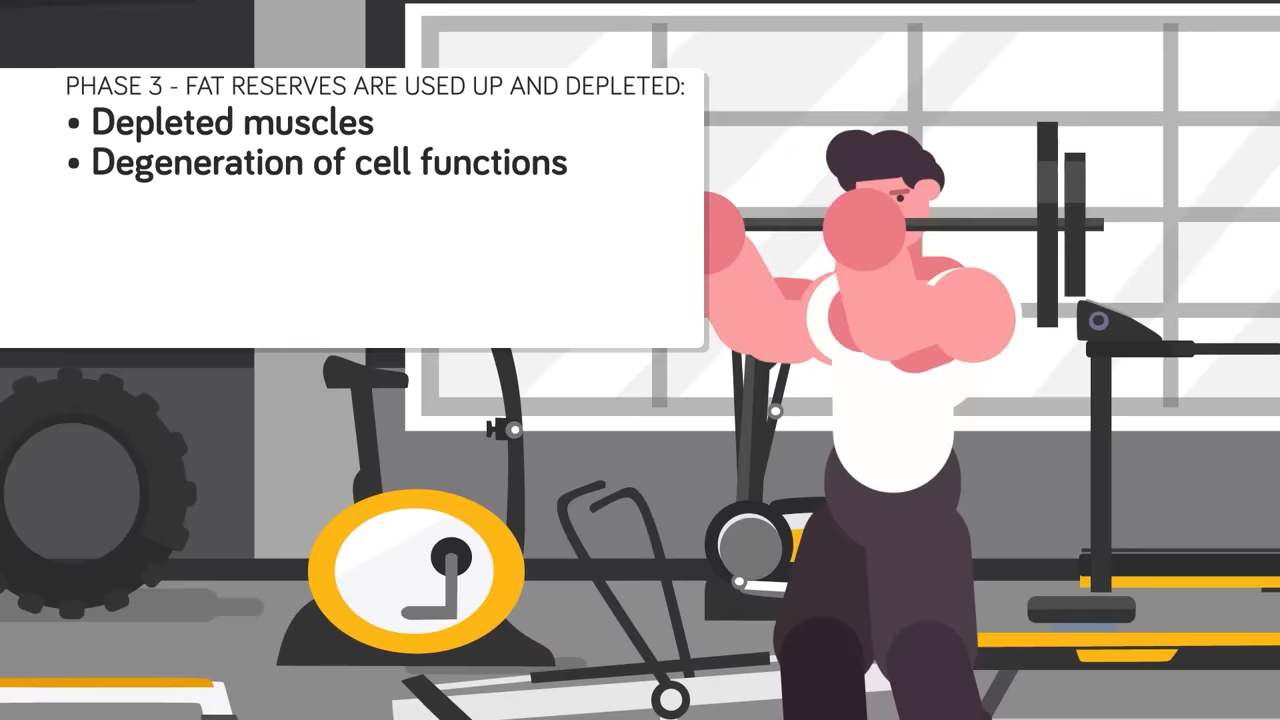 PHASE 3 - FAT RESERVES ARE USED UP AND DEPLETED:
• Depleted muscles
• Degeneration of cell functions